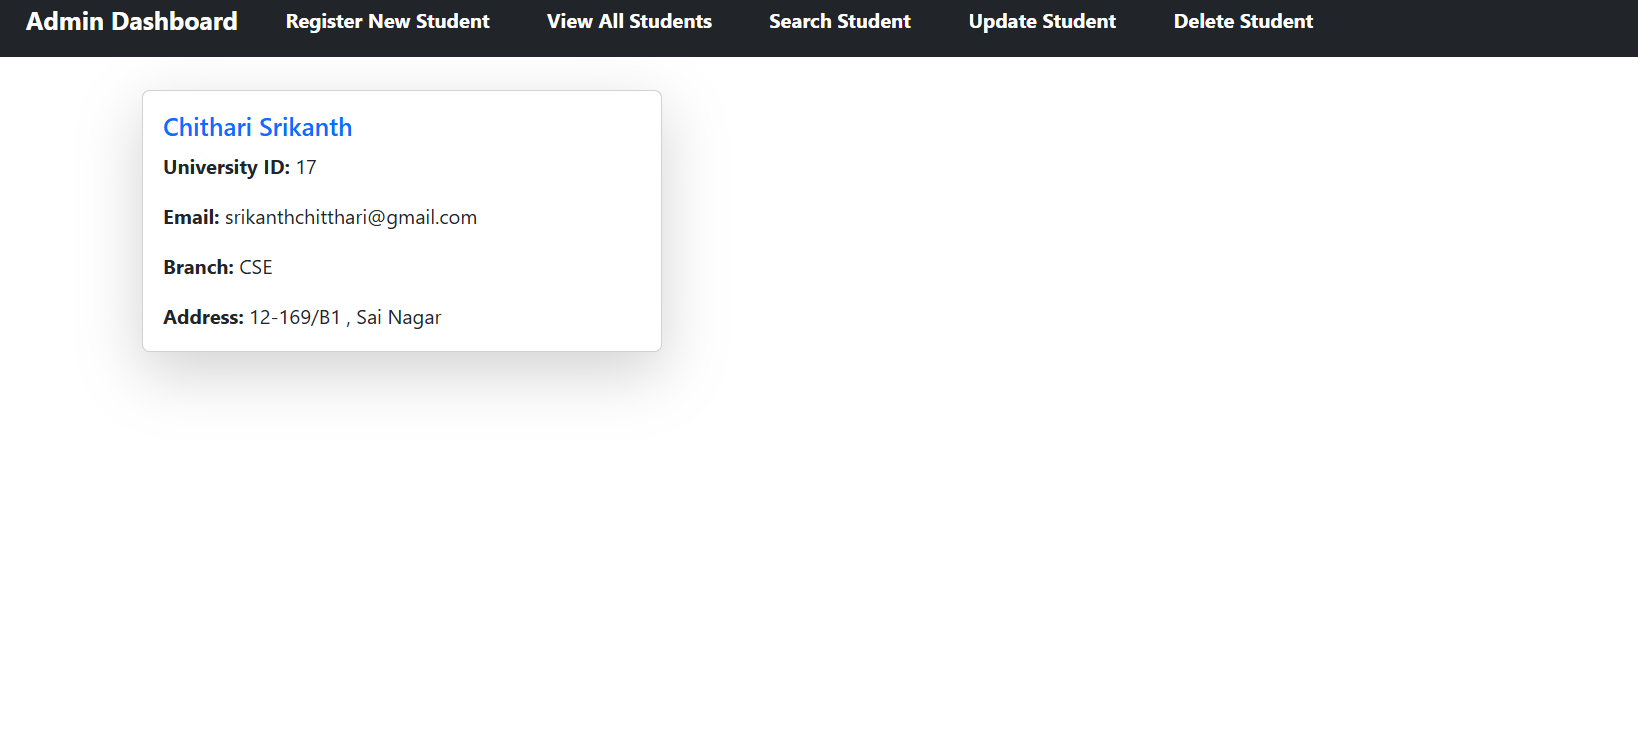 Admin Dashboard Register New Student View All Students Search Student Update Student Delete Student
Chithari Srikanth
University ID: 17
Email: srikanthchitthari@gmail.com
Branch: CSE
Address: 12-169/B1 , Sai Nagar